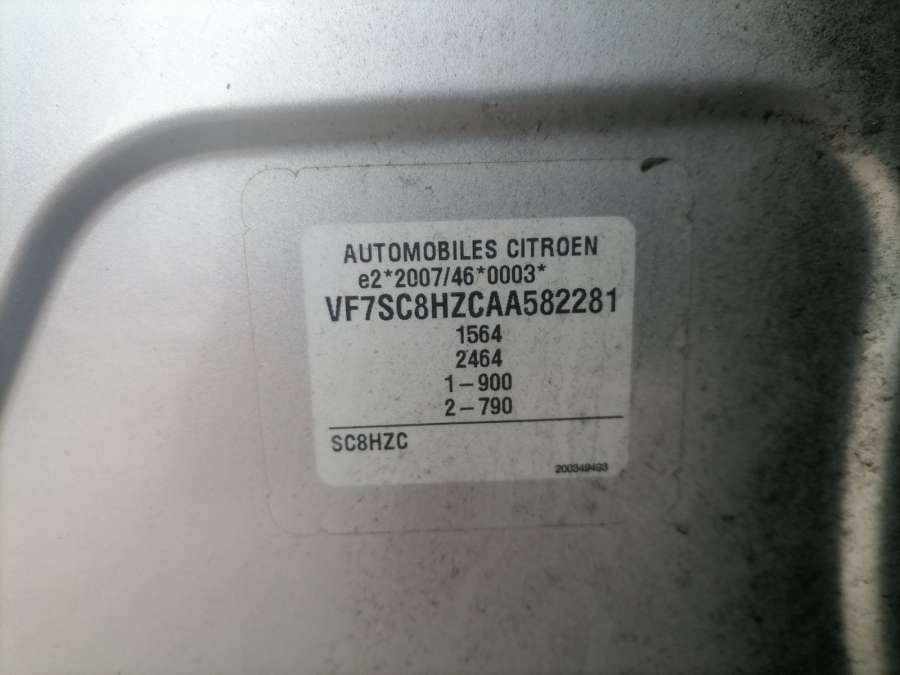 AUTOMOBILES CITROEN
e2*2007/46*0003*
VF7SC8HZCAA582281
1564
2464
1-900
2-790
SC8HZC
200349493